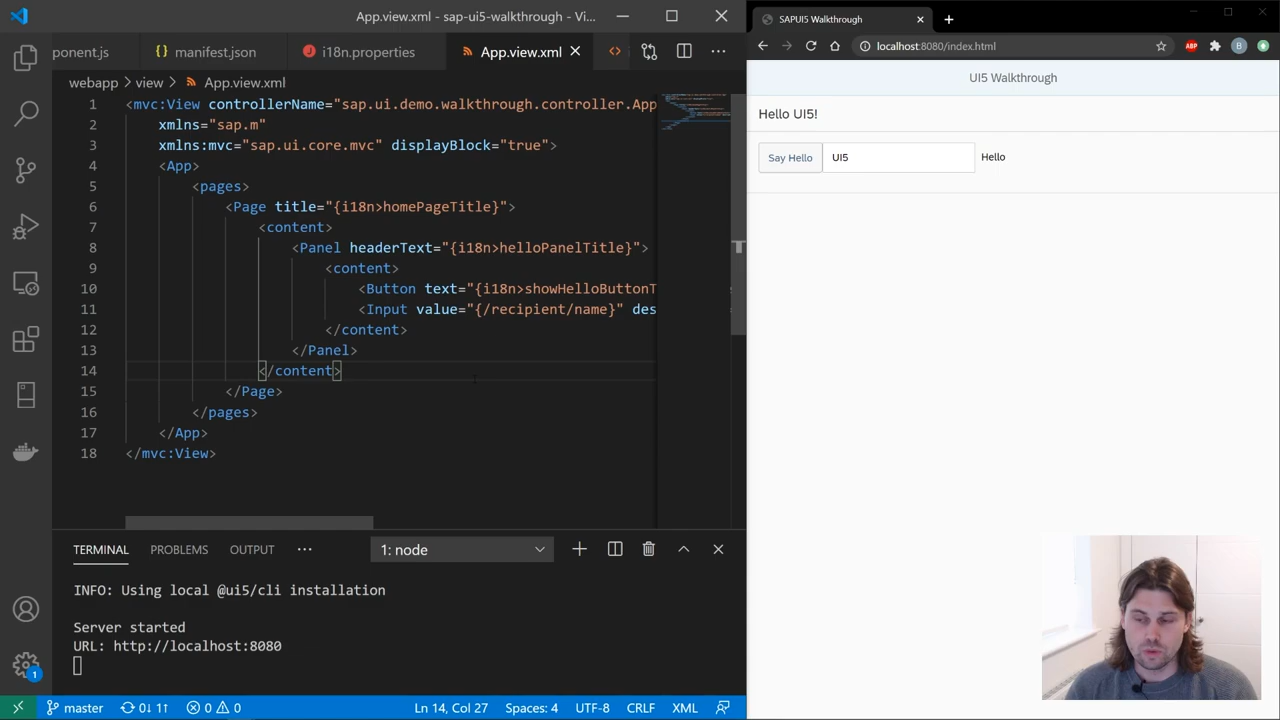 App.view.xml - sap-ui5-walkthrough - Vi...
ponent.js
manifest.json
i18n.properties
App.view.xml
webapp > view > App.view.xml
1 <mvc:View controllerName="sap.ui.demo.walkthrough.controller.App
2 xmlns="sap.m"
3 xmlns:mvc="sap.ui.core.mvc" displayBlock="true">
4 <App>
5 <pages>
6 <Page title="{i18n>homePageTitle}">
7 <content>
8 <Panel headerText="{i18n>helloPanelTitle}">
9 <content>
10 <Button text="{i18n>showHelloButtonT
11 <Input value="{/recipient/name}" des
12 </content>
13 </Panel>
14 </content>
15 </Page>
16 </pages>
17 </App>
18 </mvc:View>
TERMINAL
PROBLEMS
OUTPUT
1: node
INFO: Using local @ui5/cli installation
Server started
URL: http://localhost:8080
1
master
0↓ 1↑
0
0
Ln 14, Col 27
Spaces: 4
UTF-8
CRLF
XML
SAPUI5 Walkthrough
localhost:8080/index.html
ABP
B
UI5 Walkthrough
Hello UI5!
Say Hello
UI5
Hello